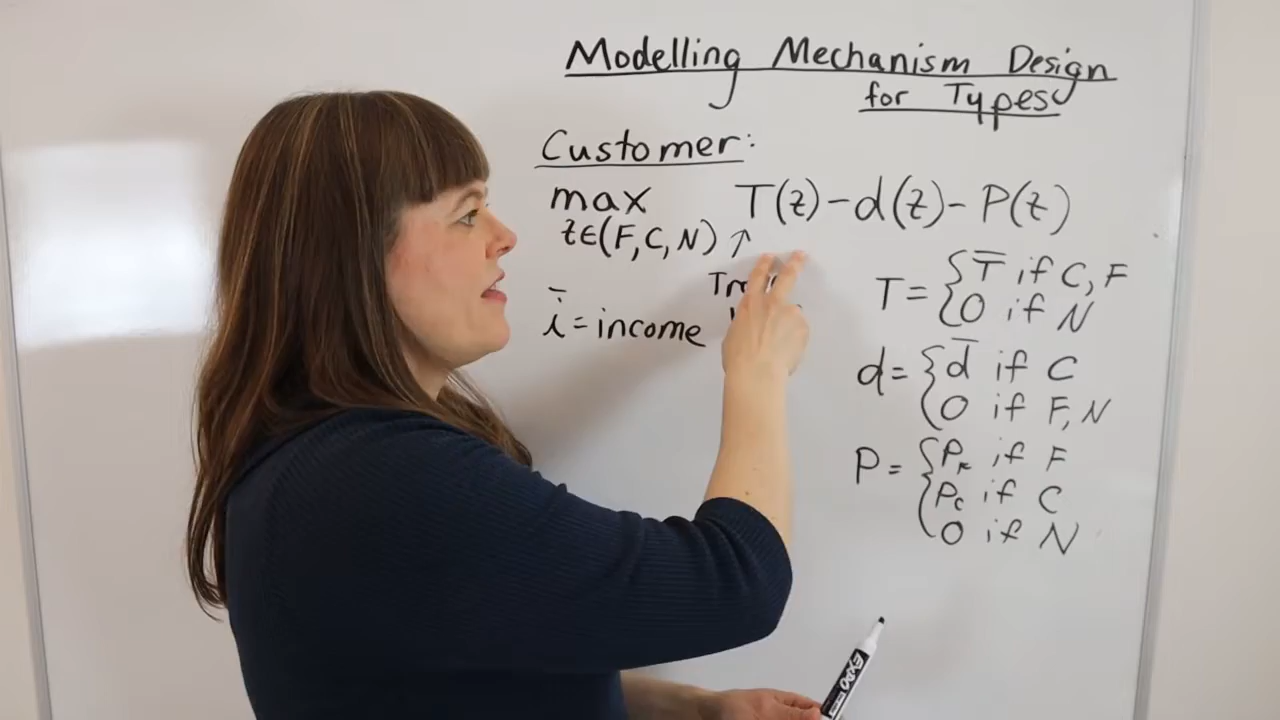 Modelling Mechanism Design
for Types
Customer:
max T(z) - d(z) - P(z)
z∈(F, C, N) ↑
T = { T̄ if C, F
0 if N
ī = income
d = { d̄ if C
0 if F, N
P = { P_F if F
P_C if C
0 if N
EXPO